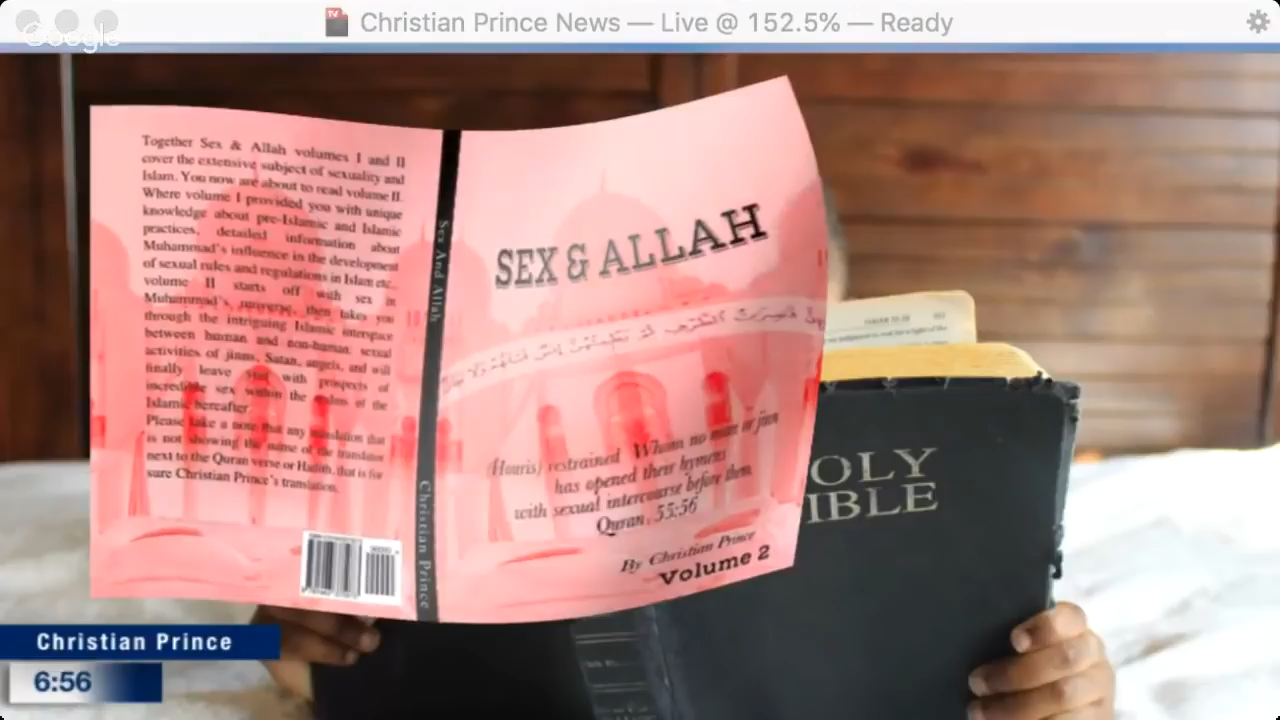 Christian Prince News — Live @ 152.5% — Ready
Google
Together Sex & Allah volumes I and II
cover the extensive subject of sexuality and
Islam. You now are about to read volume II.
Where volume I provided you with unique
knowledge about pre-Islamic and Islamic
practices, detailed information about
Muhammad's influence in the development
of sexual rules and regulations in Islam etc.,
volume II starts off with sex in
Muhammad's, universe, then takes you
through the intriguing Islamic interspace
between human and non-human sexual
activities of jinns, Satan, angels, and will
finally leave with prospects of
incredible sex within the of the
Islamic hereafter.
Please take a note that any translation that
is not showing the name of the translator
next to the Quran verse or Hadith, that is for
sure Christian Prince's translation.
Sex And Allah
Christian Prince
SEX & ALLAH
(Houris) restrained Whom no man or jinn
has opened their hymens
with sexual intercourse before them.
Quran, 55:56
By Christian Prince
Volume 2
OLY
IBLE
Christian Prince
6:56